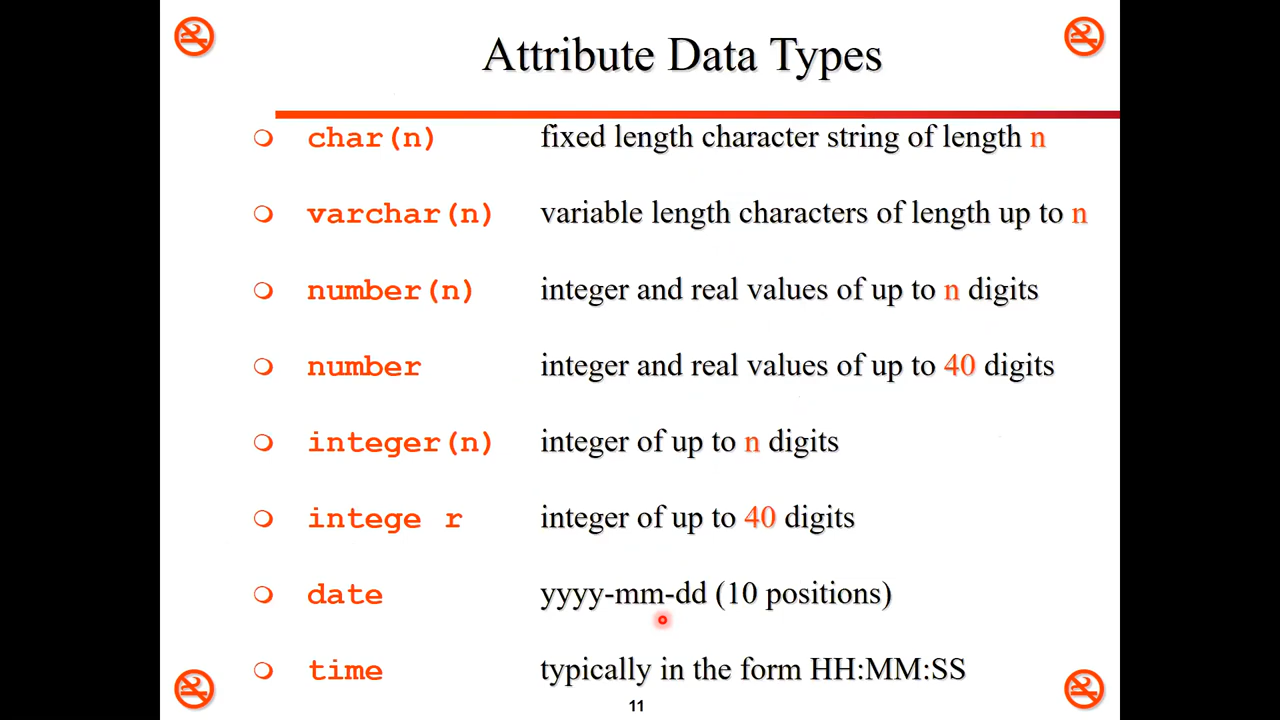 Attribute Data Types
char(n) fixed length character string of length n
varchar(n) variable length characters of length up to n
number(n) integer and real values of up to n digits
number integer and real values of up to 40 digits
integer(n) integer of up to n digits
intege r integer of up to 40 digits
date yyyy-mm-dd (10 positions)
time typically in the form HH:MM:SS
11